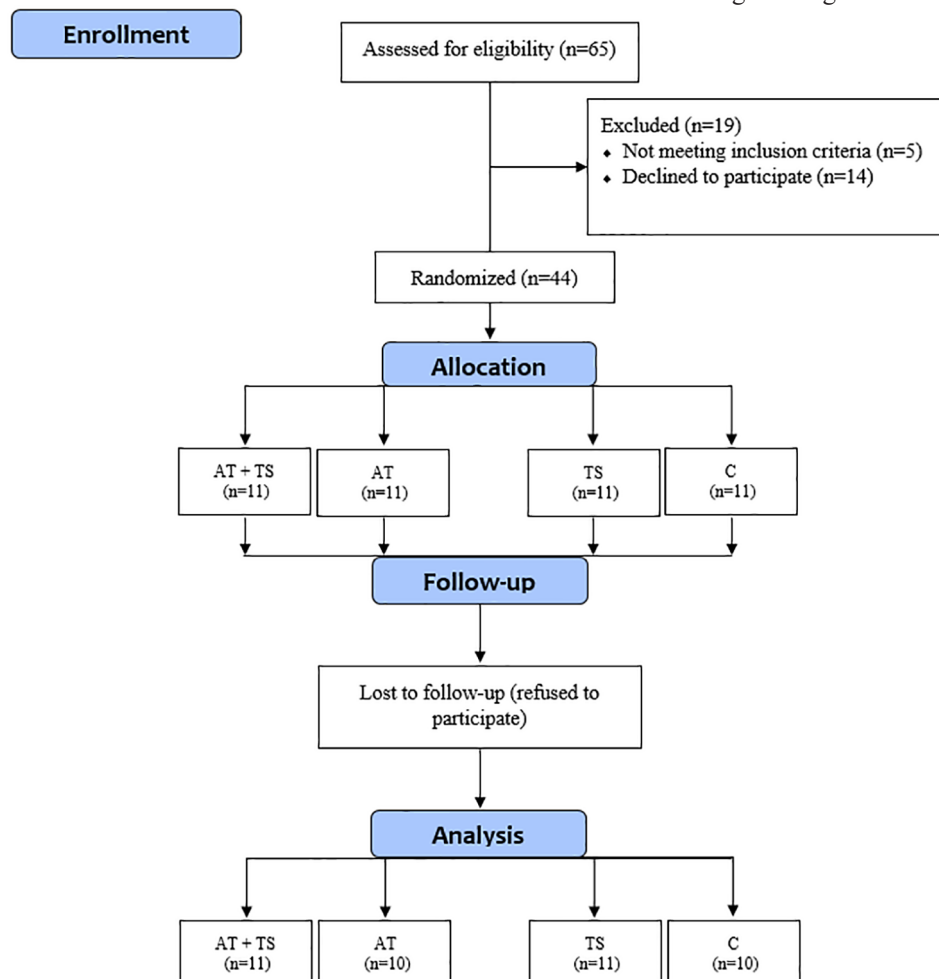 Enrollment
Assessed for eligibility (n=65)
Excluded (n=19)
♦ Not meeting inclusion criteria (n=5)
♦ Declined to participate (n=14)
Randomized (n=44)
Allocation
AT + TS
(n=11)
AT
(n=11)
TS
(n=11)
C
(n=11)
Follow-up
Lost to follow-up (refused to
participate)
Analysis
AT + TS
(n=11)
AT
(n=10)
TS
(n=11)
C
(n=10)